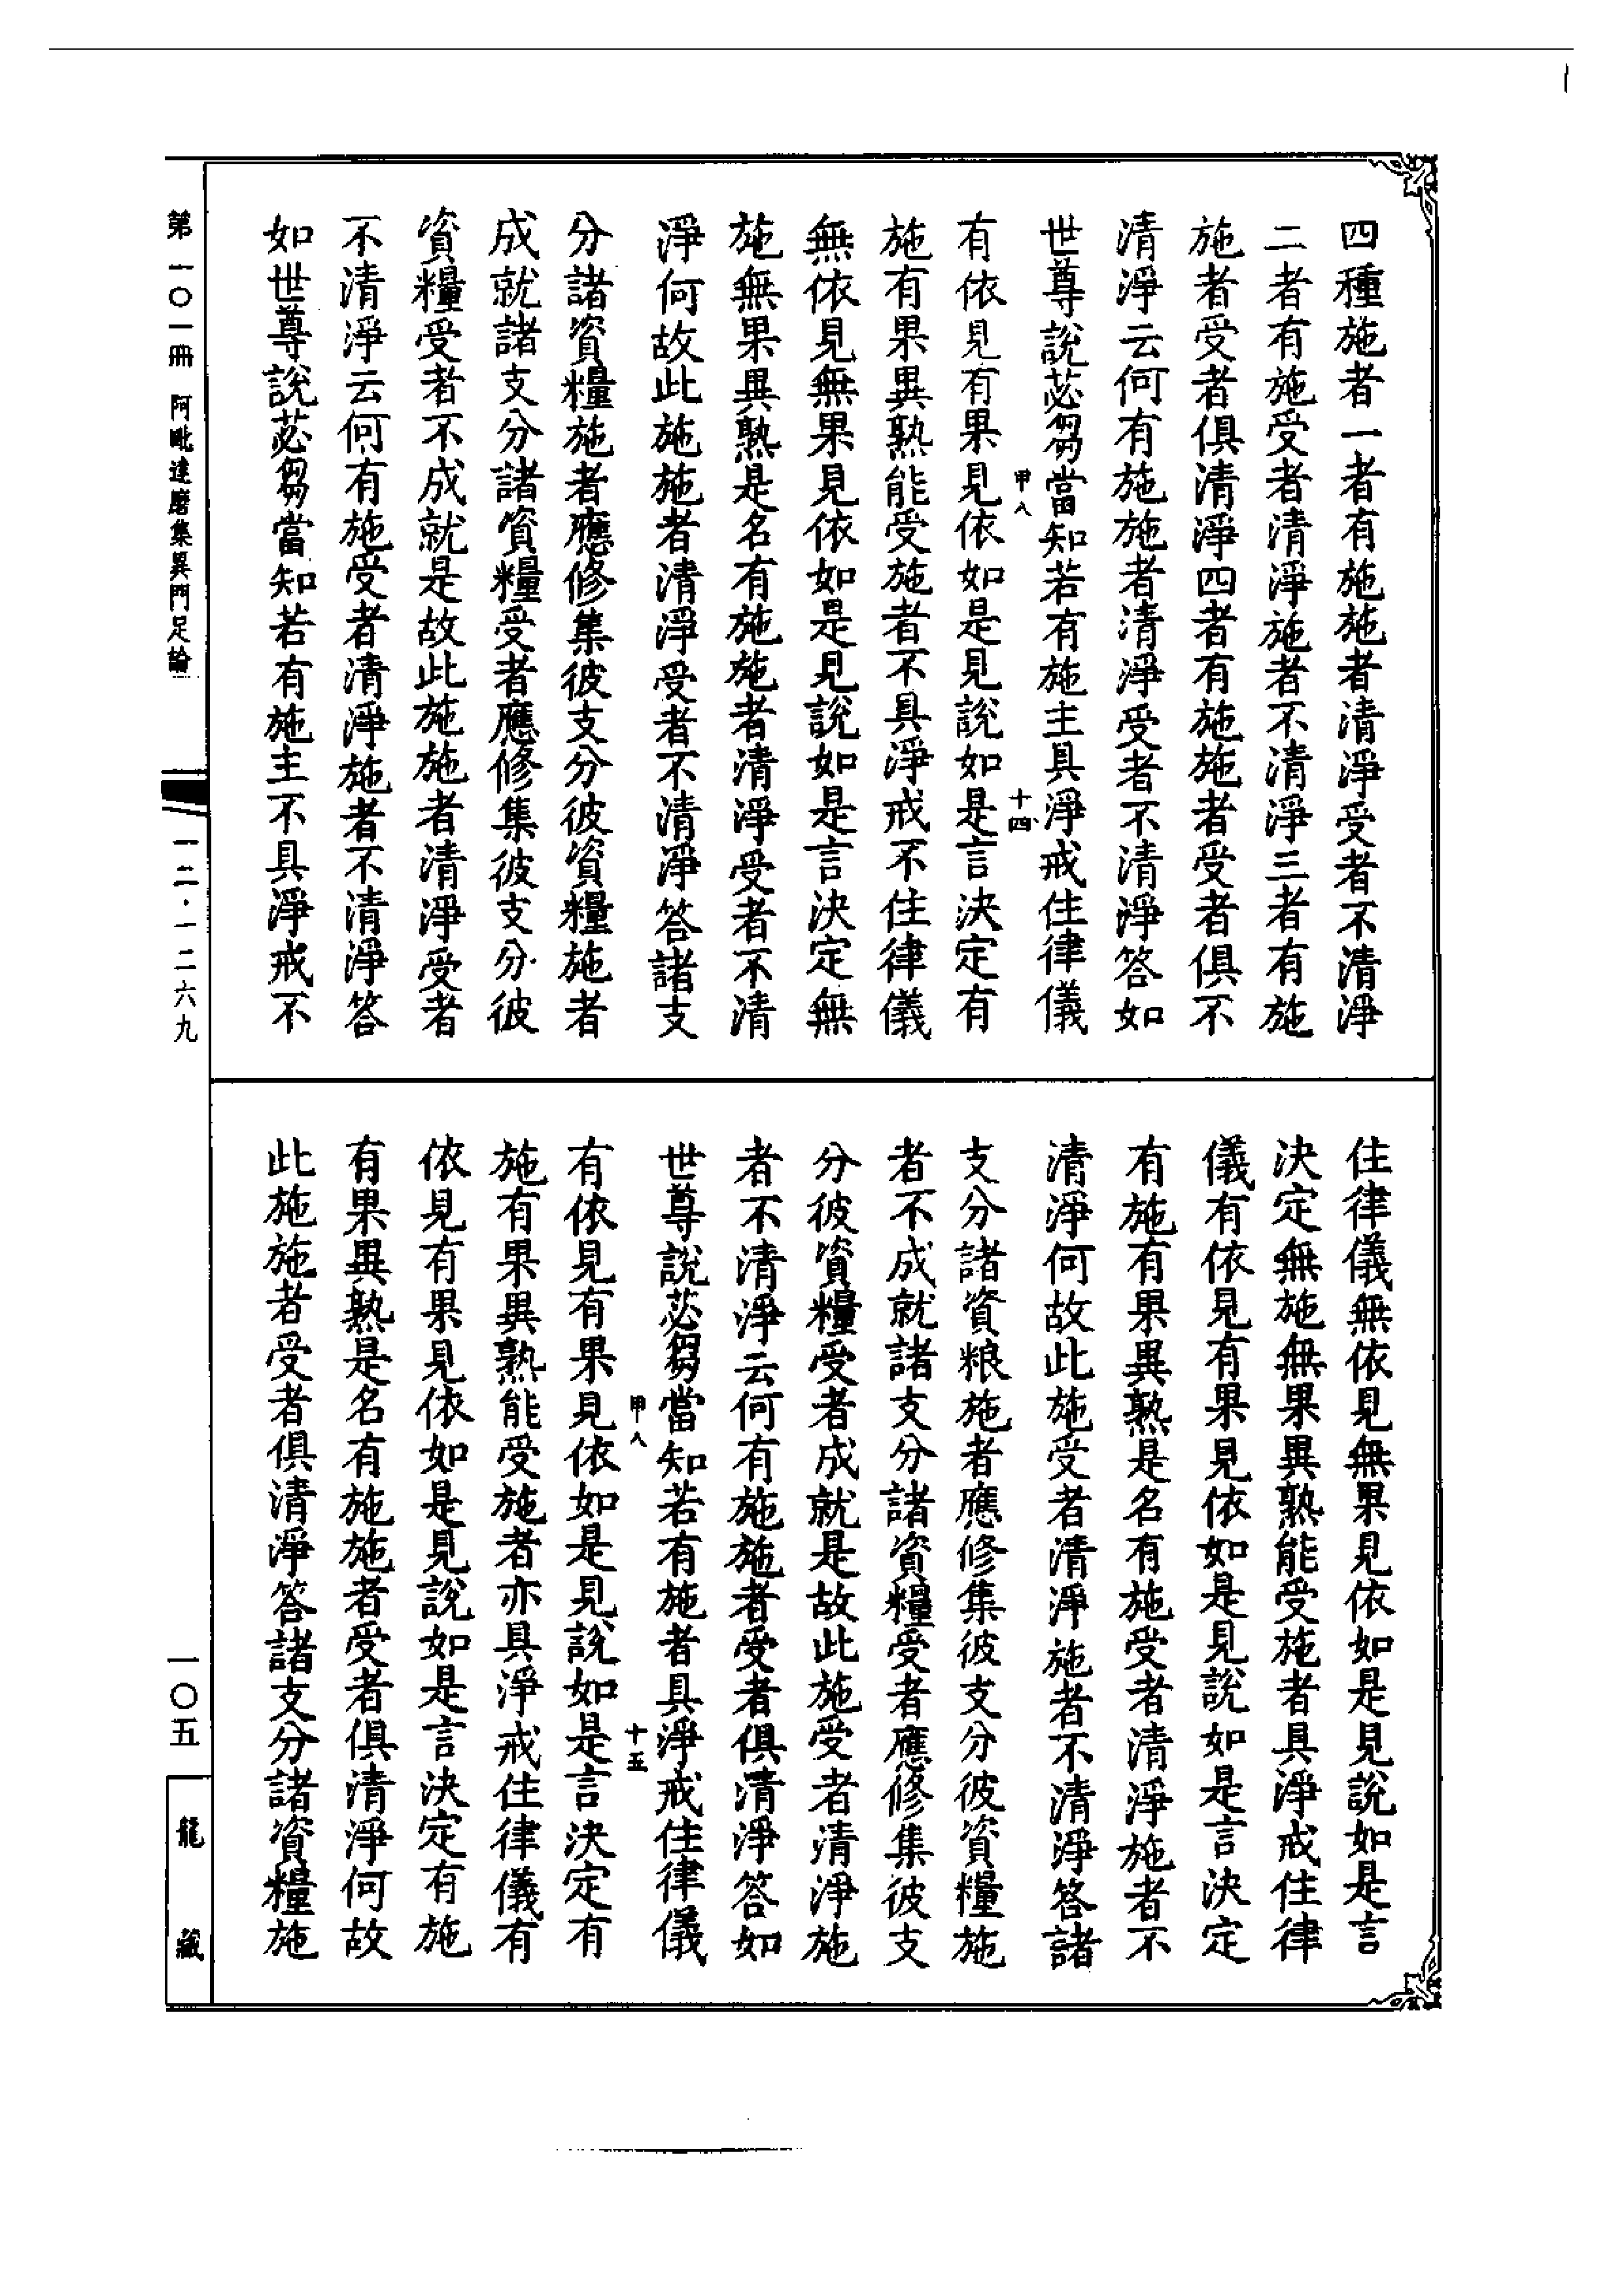 四種施者一者有施施者清淨受者不清淨
二者有施受者清淨施者不清淨三者有施
施者受者俱清淨四者有施施者受者俱不
清淨云何有施施者清淨受者不清淨答如
世尊說苾芻當知若有施主具淨戒住律儀
甲八
十四
有依見有果見依如是見說如是言決定有
施有果異熟能受施者不具淨戒不住律儀
無依見無果見依如是見說如是言決定無
施無果異熟是名有施施者清淨受者不清
淨何故此施施者清淨受者不清淨答諸支
分諸資糧施者應修集彼支分彼資糧施者
成就諸支分諸資糧受者應修集彼支分彼
資糧受者不成就是故此施施者清淨受者
不清淨云何有施受者清淨施者不清淨答
如世尊說苾芻當知若有施主不具淨戒不
住律儀無依見無果見依如是見說如是言
決定無施無果異熟能受施者具淨戒住律
儀有依見有果見依如是見說如是言決定
有施有果異熟是名有施受者清淨施者不
清淨何故此施受者清淨施者不清淨答諸
支分諸資粮施者應修集彼支分彼資糧施
者不成就諸支分諸資糧受者應修集彼支
分彼資糧受者成就是故此施受者清淨施
者不清淨云何有施施者受者俱清淨答如
世尊說苾芻當知若有施者具淨戒住律儀
甲八
十五
有依見有果見依如是見說如是言決定有
施有果異熟能受施者亦具淨戒住律儀有
依見有果見依如是見說如是言決定有施
有果異熟是名有施施者受者俱清淨何故
此施施者受者俱清淨答諸支分諸資糧施
第一〇一冊 阿毗達磨集異門足論
一二·一二六九
一〇五
龍藏